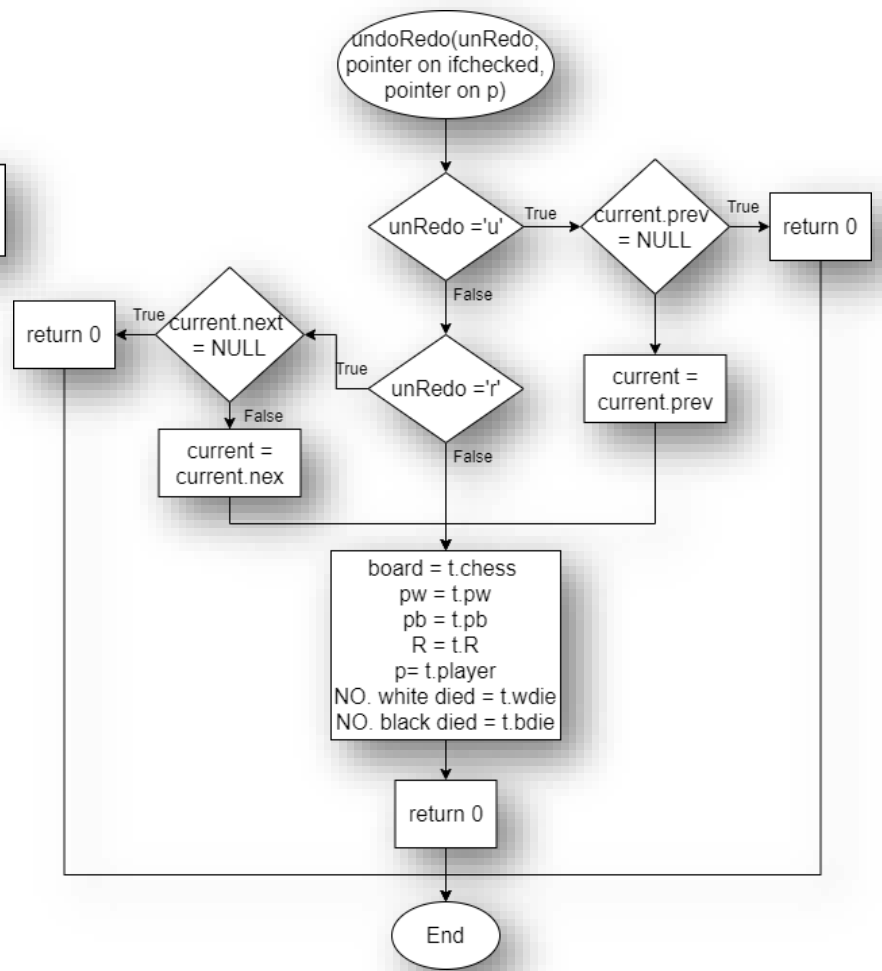 undoRedo(unRedo,
pointer on ifchecked,
pointer on p)
unRedo ='u'
True
current.prev
= NULL
True
return 0
False
current =
current.prev
unRedo ='r'
True
current.next
= NULL
True
return 0
False
current =
current.nex
False
board = t.chess
pw = t.pw
pb = t.pb
R = t.R
p= t.player
NO. white died = t.wdie
NO. black died = t.bdie
return 0
End